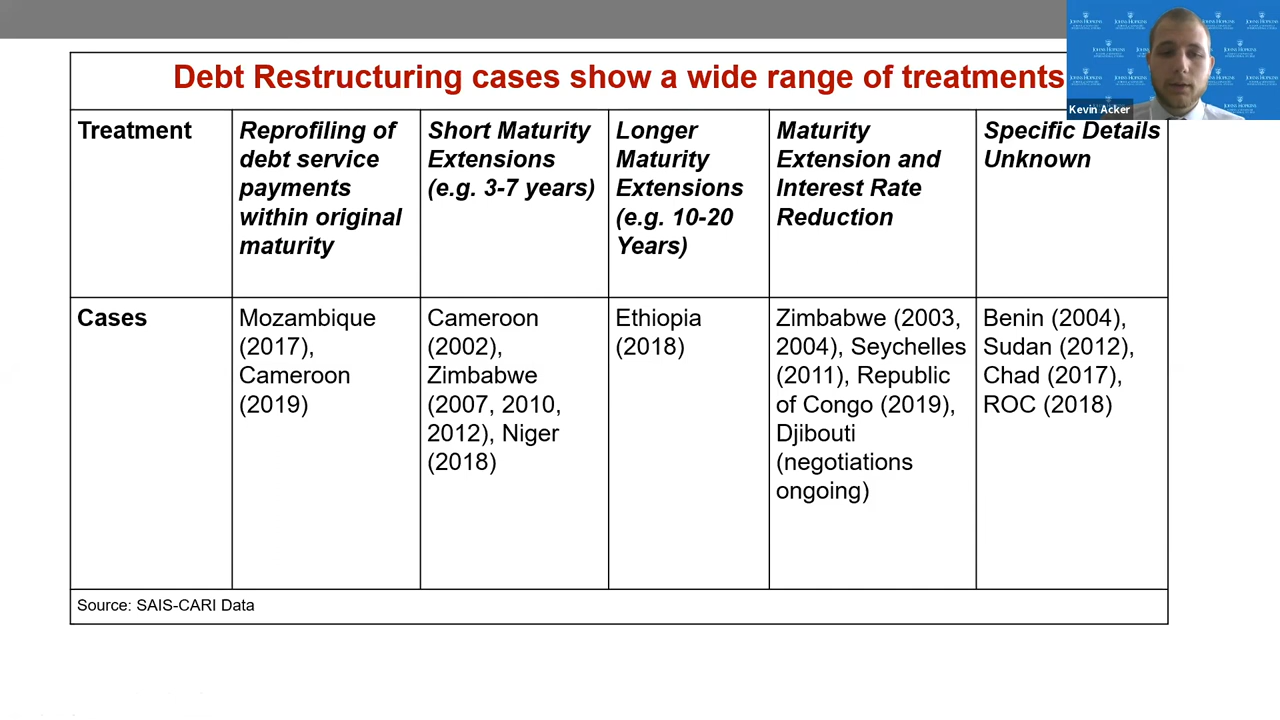 Debt Restructuring cases show a wide range of treatments
Kevin Acker
Treatment
Reprofiling of
debt service
payments
within original
maturity
Short Maturity
Extensions
(e.g. 3-7 years)
Longer
Maturity
Extensions
(e.g. 10-20
Years)
Maturity
Extension and
Interest Rate
Reduction
Specific Details
Unknown
Cases
Mozambique
(2017),
Cameroon
(2019)
Cameroon
(2002),
Zimbabwe
(2007, 2010,
2012), Niger
(2018)
Ethiopia
(2018)
Zimbabwe (2003,
2004), Seychelles
(2011), Republic
of Congo (2019),
Djibouti
(negotiations
ongoing)
Benin (2004),
Sudan (2012),
Chad (2017),
ROC (2018)
Source: SAIS-CARI Data